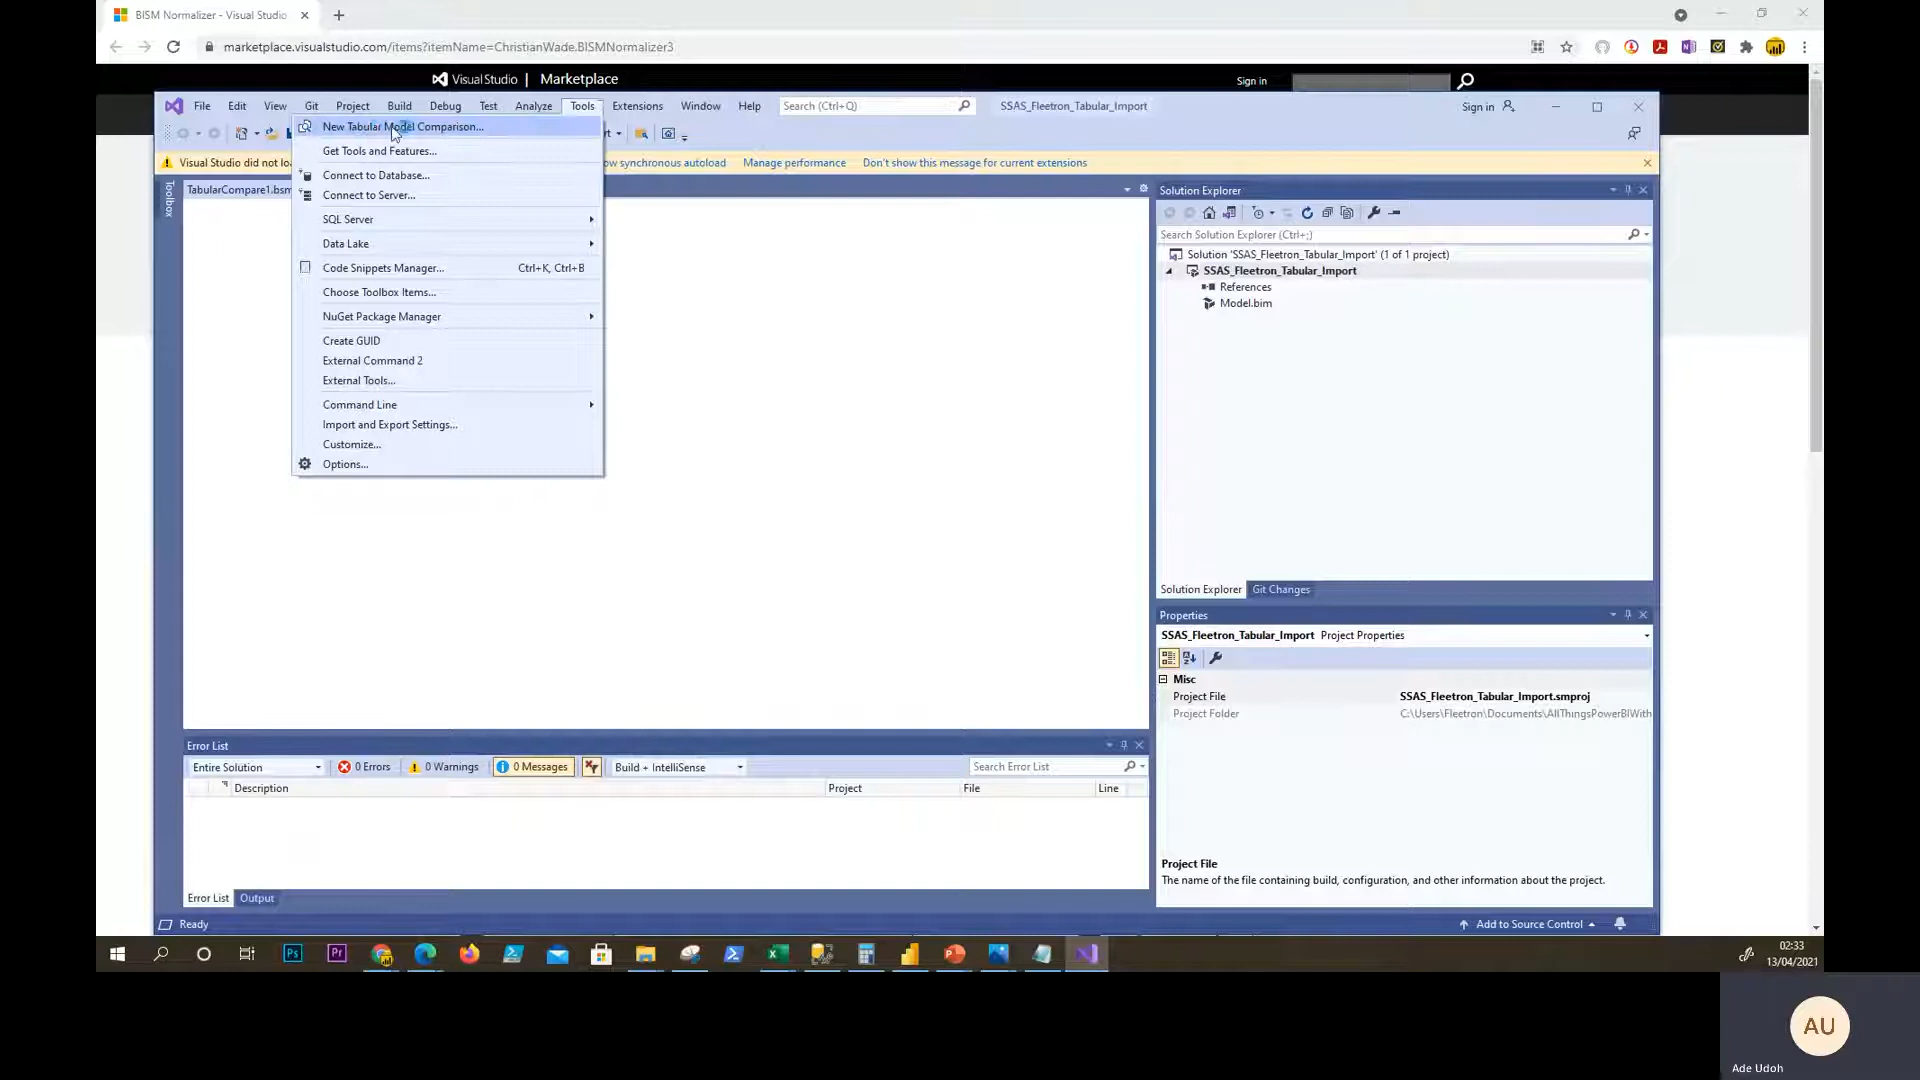 BISM Normalizer - Visual Studio
marketplace.visualstudio.com/items?itemName=ChristianWade.BISMNormalizer3
Visual Studio | Marketplace
Sign in
File Edit View Git Project Build Debug Test Analyze Tools Extensions Window Help Search (Ctrl+Q) SSAS_Fleetron_Tabular_Import Sign in
New Tabular Model Comparison...
Get Tools and Features...
Visual Studio did not loa
ow synchronous autoload Manage performance Don't show this message for current extensions
Connect to Database...
Connect to Server...
SQL Server
Data Lake
Code Snippets Manager... Ctrl+K, Ctrl+B
Choose Toolbox Items...
NuGet Package Manager
Create GUID
External Command 2
External Tools...
Command Line
Import and Export Settings...
Customize...
Options...
Toolbox
TabularCompare1.bsm
Solution Explorer
Search Solution Explorer (Ctrl+;)
Solution 'SSAS_Fleetron_Tabular_Import' (1 of 1 project)
SSAS_Fleetron_Tabular_Import
References
Model.bim
Solution Explorer Git Changes
Properties
SSAS_Fleetron_Tabular_Import Project Properties
Misc
Project File SSAS_Fleetron_Tabular_Import.smproj
Project Folder C:\Users\Fleetron\Documents\AllThingsPowerBIWith
Project File
The name of the file containing build, configuration, and other information about the project.
Error List
Entire Solution 0 Errors 0 Warnings 0 Messages Build + IntelliSense Search Error List
Description Project File Line
Error List Output
Ready
Add to Source Control
Ps Pr
02:33
13/04/2021
AU
Ade Udoh